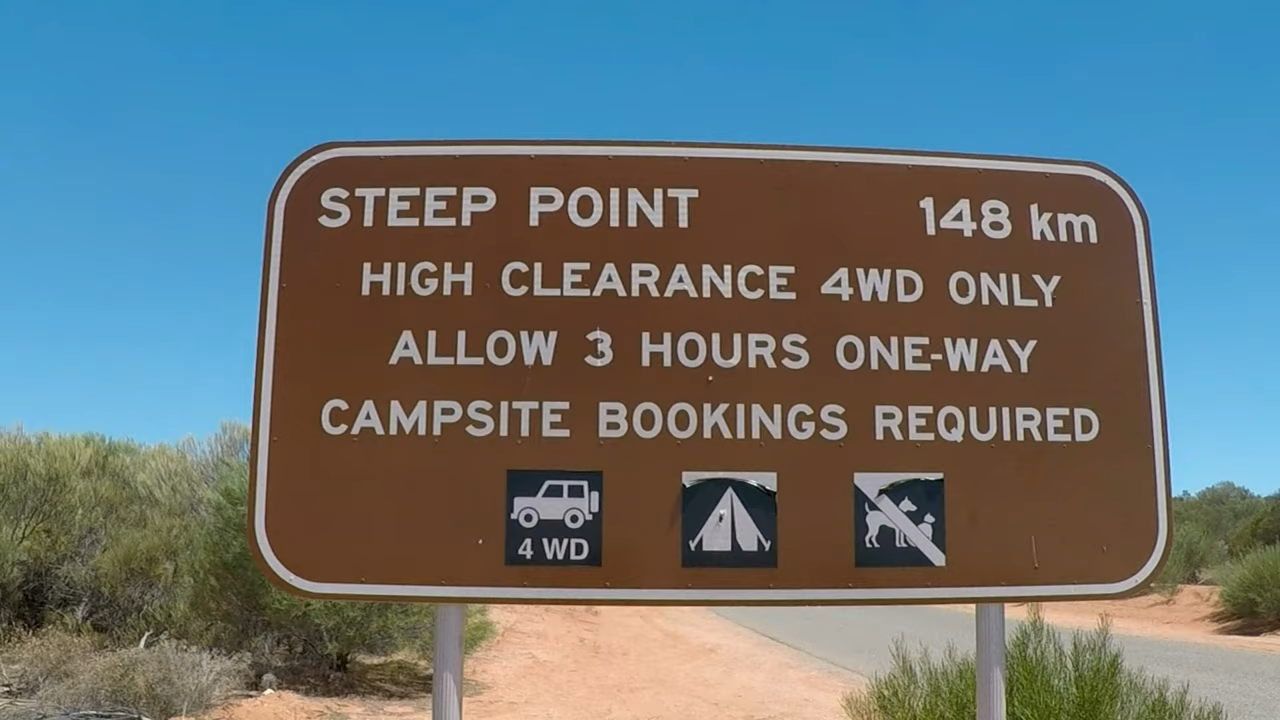 STEEP POINT 148 km
HIGH CLEARANCE 4WD ONLY
ALLOW 3 HOURS ONE-WAY
CAMPSITE BOOKINGS REQUIRED
4 WD